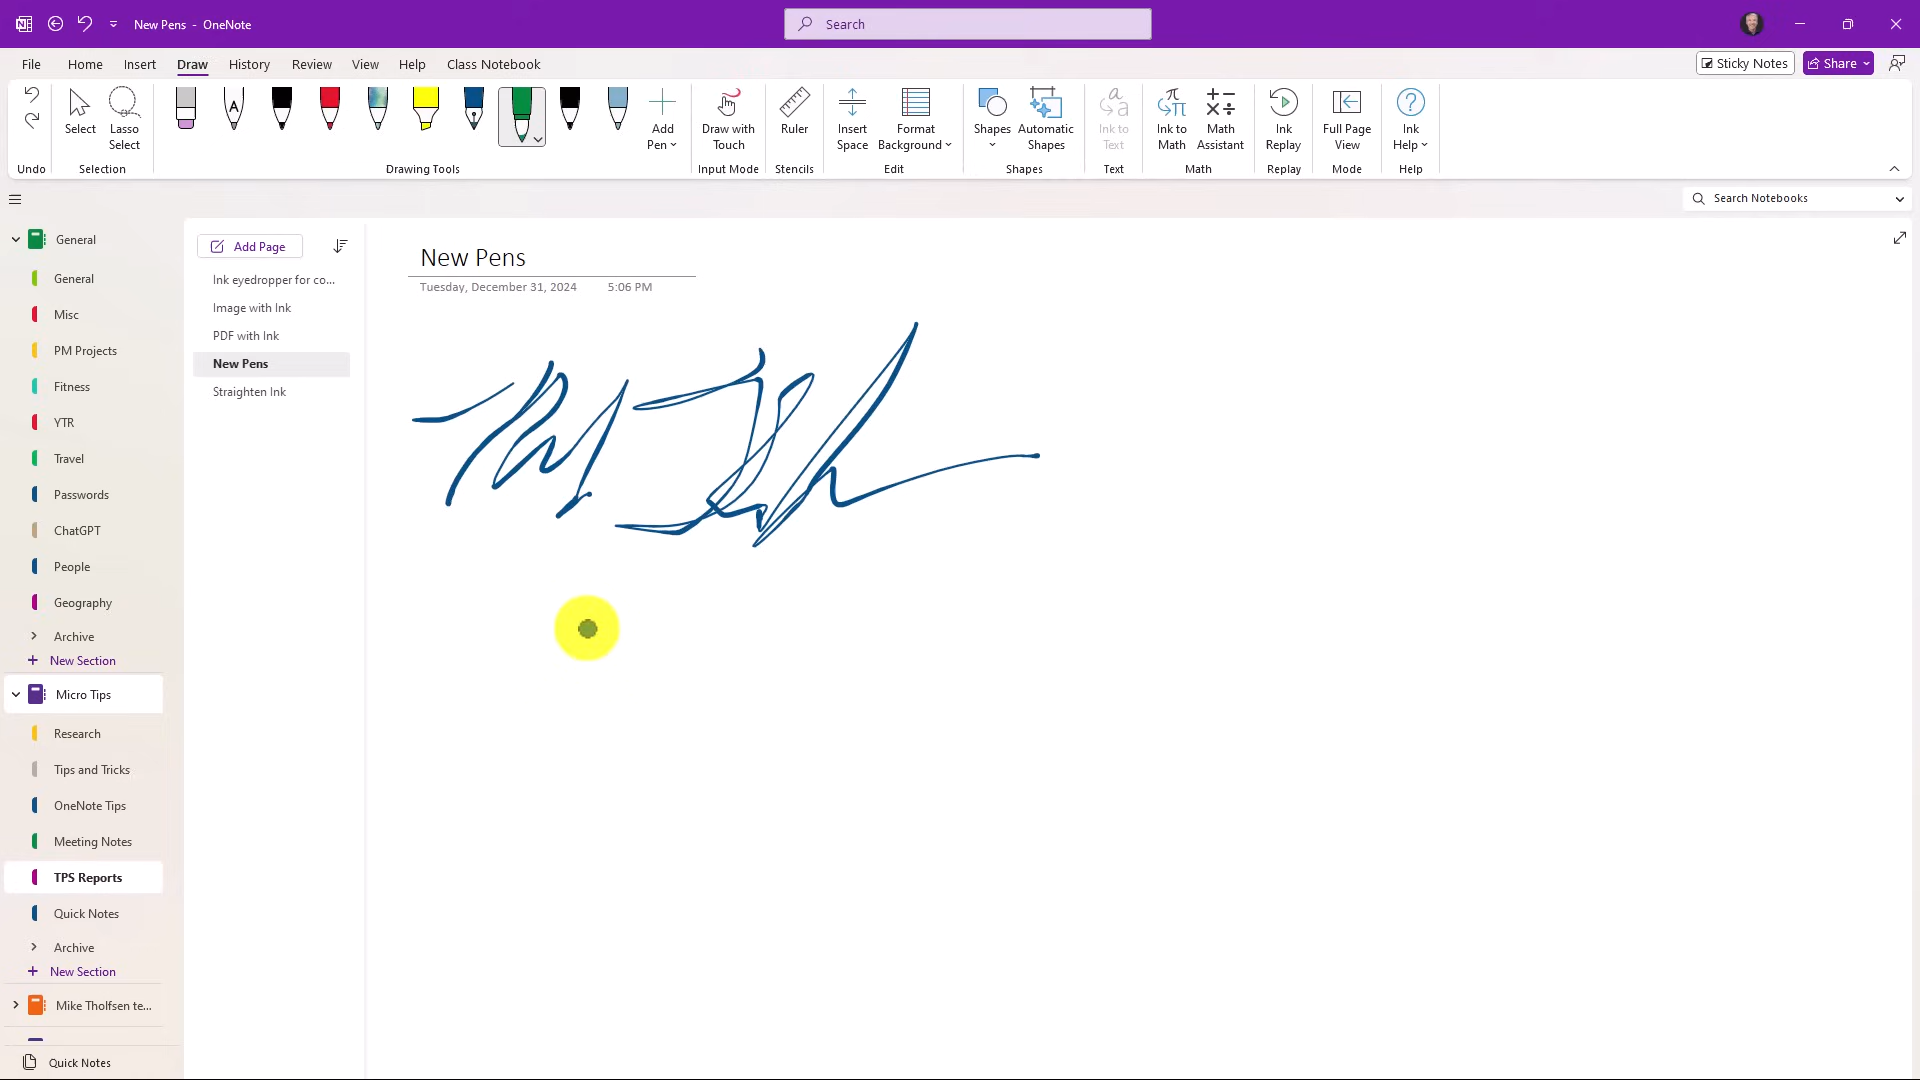 New Pens - OneNote
Search
File Home Insert Draw History Review View Help Class Notebook
Sticky Notes
Share
Select
Lasso
Select
Add
Pen
Draw with
Touch
Ruler
Insert
Space
Format
Background
Shapes
Automatic
Shapes
Ink to
Text
Ink to
Math
Math
Assistant
Ink
Replay
Full Page
View
Ink
Help
Undo Selection Drawing Tools Input Mode Stencils Edit Shapes Text Math Replay Mode Help
Search Notebooks
General
General
Misc
PM Projects
Fitness
YTR
Travel
Passwords
ChatGPT
People
Geography
Archive
New Section
Micro Tips
Research
Tips and Tricks
OneNote Tips
Meeting Notes
TPS Reports
Quick Notes
Archive
New Section
Mike Tholfsen te...
Quick Notes
Add Page
Ink eyedropper for co...
Image with Ink
PDF with Ink
New Pens
Straighten Ink
New Pens
Tuesday, December 31, 2024 5:06 PM